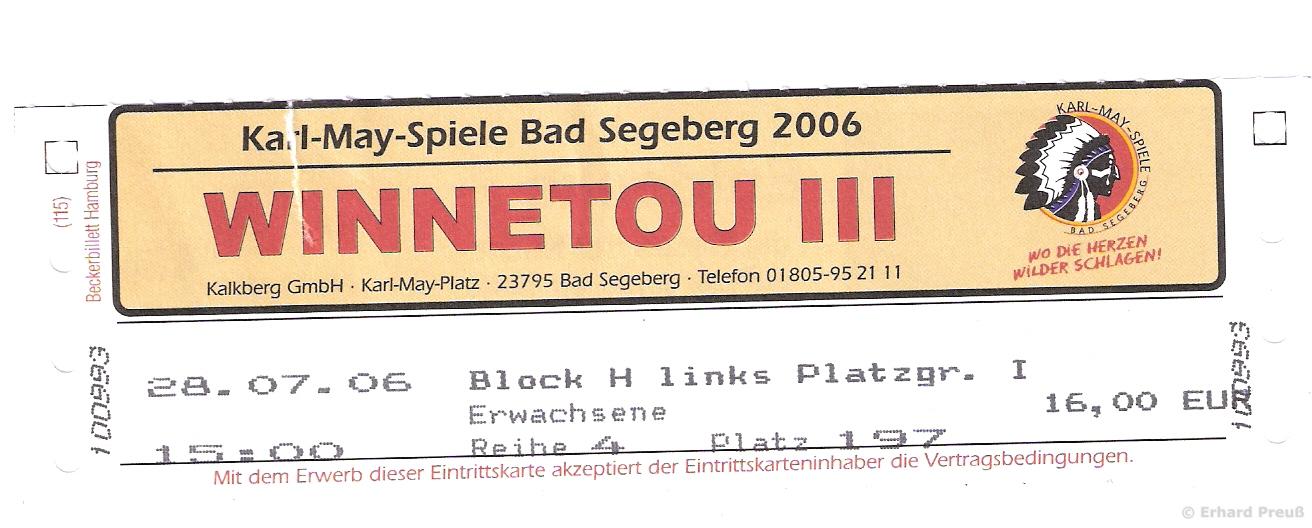 Karl-May-Spiele Bad Segeberg 2006
WINNETOU III
Kalkberg GmbH · Karl-May-Platz · 23795 Bad Segeberg · Telefon 01805-95 21 11
KARL-MAY-SPIELE
BAD SEGEBERG
WO DIE HERZEN
WILDER SCHLAGEN!
(115)
Beckerbillett Hamburg
100993
28.07.06 Block H links Platzgr. I
Erwachsene 16,00 EUR
15:00 Reihe 4 Platz 197
100993
Mit dem Erwerb dieser Eintrittskarte akzeptiert der Eintrittskarteninhaber die Vertragsbedingungen.
© Erhard Preuß